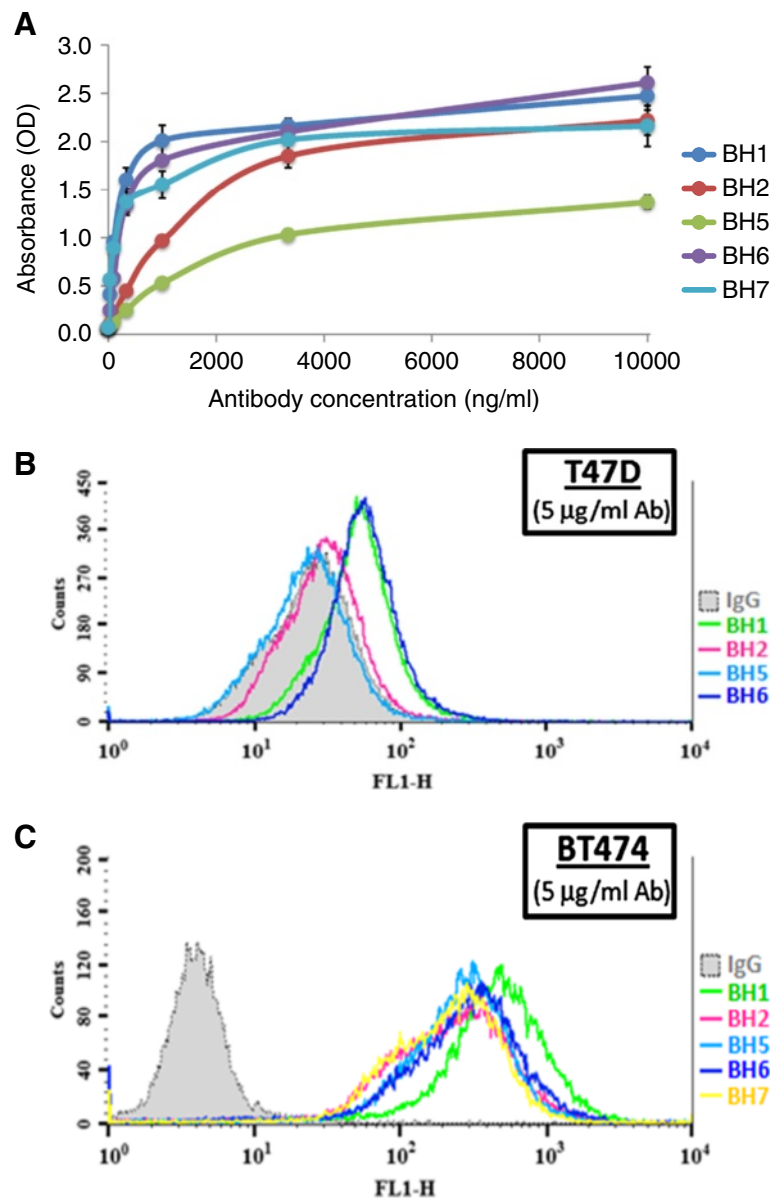 A
3.0
2.5
2.0
1.5
1.0
0.5
0.0
Absorbance (OD)
0 2000 4000 6000 8000 10000
Antibody concentration (ng/ml)
BH1
BH2
BH5
BH6
BH7
B
T47D
(5 µg/ml Ab)
450
360
270
180
90
0
Counts
10⁰ 10¹ 10² 10³ 10⁴
FL1-H
IgG
BH1
BH2
BH5
BH6
C
BT474
(5 µg/ml Ab)
200
160
120
80
40
0
Counts
10⁰ 10¹ 10² 10³ 10⁴
FL1-H
IgG
BH1
BH2
BH5
BH6
BH7